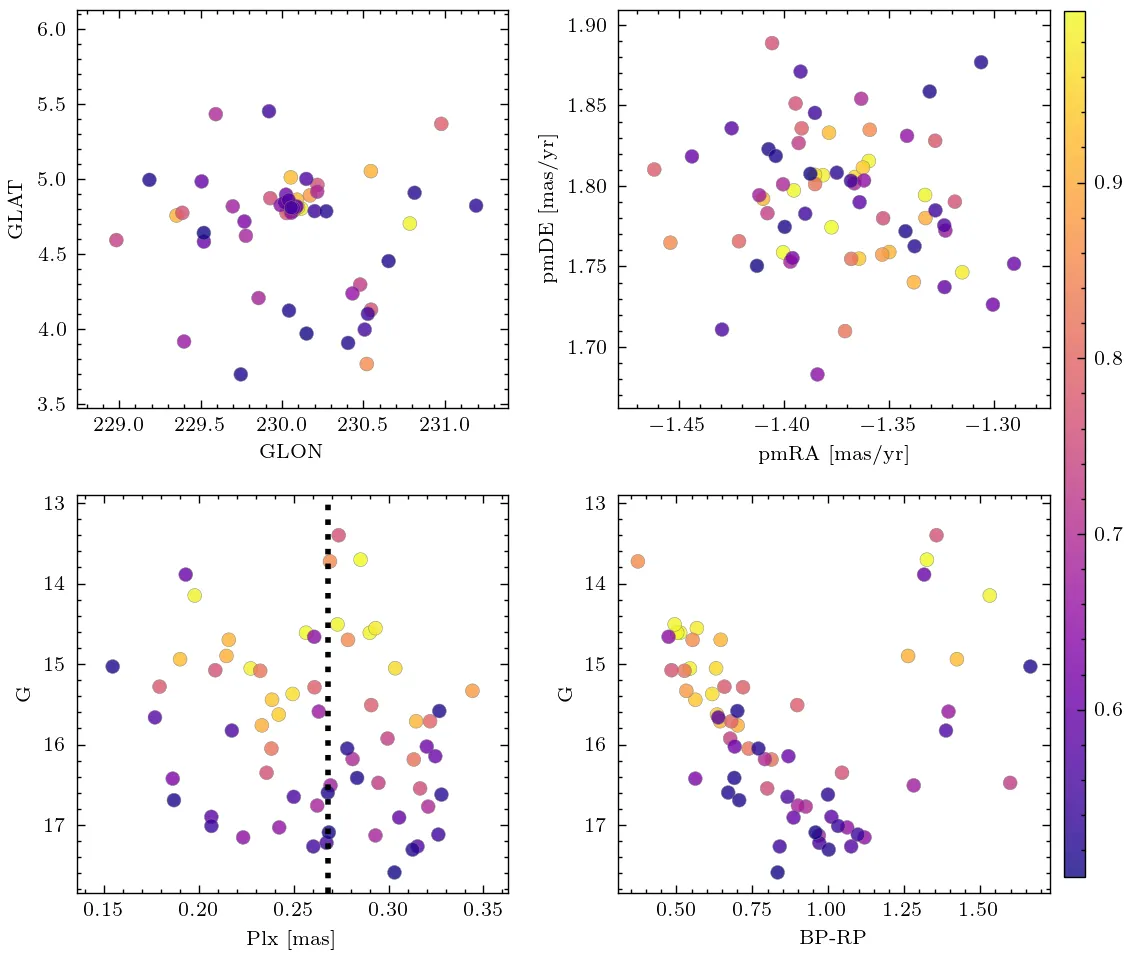 6.0
5.5
5.0
4.5
4.0
3.5
GLAT
229.0 229.5 230.0 230.5 231.0
GLON
1.90
1.85
1.80
1.75
1.70
pmDE [mas/yr]
−1.45 −1.40 −1.35 −1.30
pmRA [mas/yr]
0.9
0.8
0.7
0.6
13
14
15
16
17
G
0.15 0.20 0.25 0.30 0.35
Plx [mas]
13
14
15
16
17
G
0.50 0.75 1.00 1.25 1.50
BP-RP